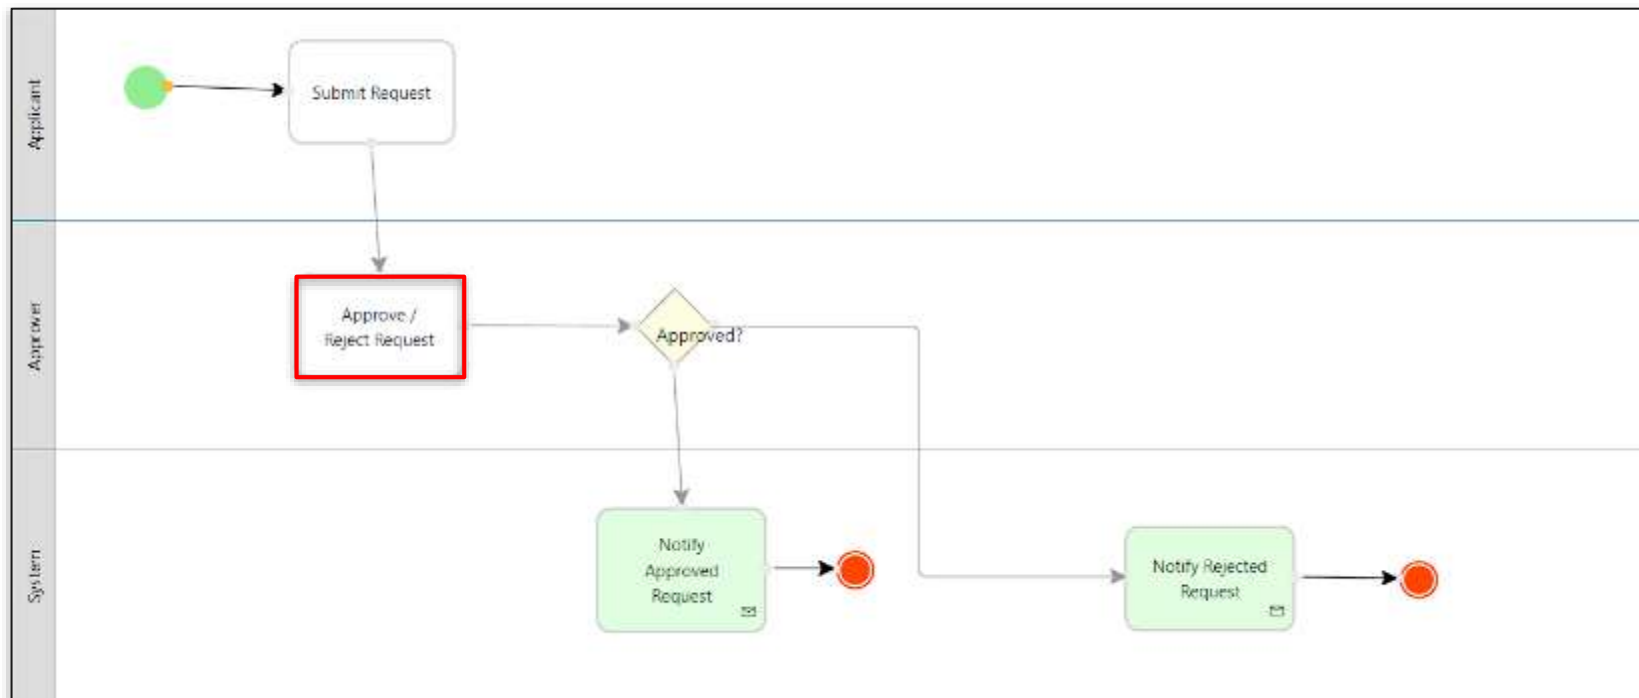 Applicant
Submit Request
Approver
Approve /
Reject Request
Approved?
System
Notify
Approved
Request
Notify Rejected
Request